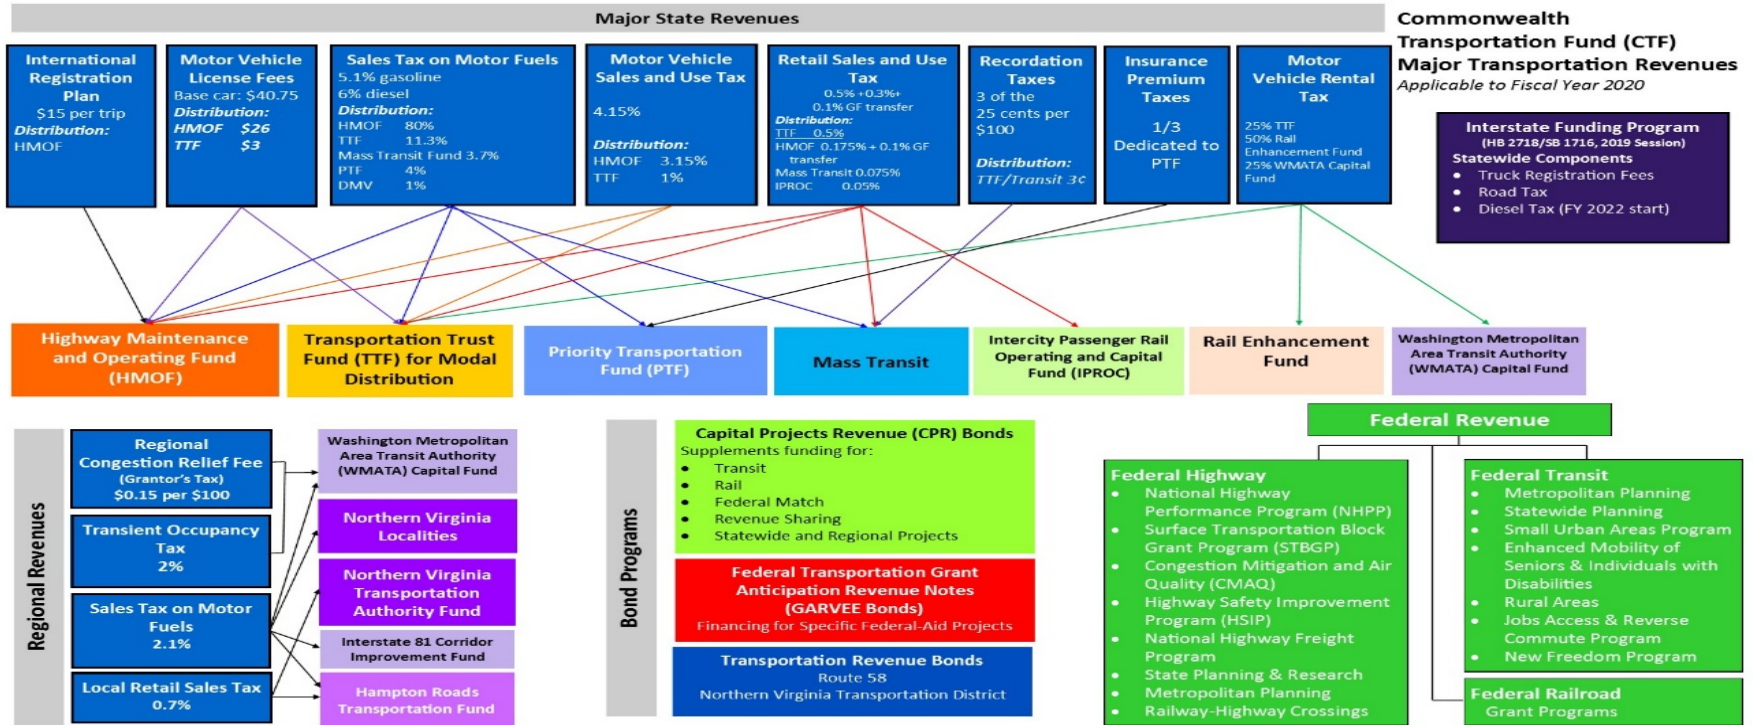 Major State Revenues
Commonwealth
Transportation Fund (CTF)
Major Transportation Revenues
Applicable to Fiscal Year 2020
International
Registration
Plan
$15 per trip
Distribution:
HMOF
Motor Vehicle
License Fees
Base car: $40.75
Distribution:
HMOF $26
TTF $3
Sales Tax on Motor Fuels
5.1% gasoline
6% diesel
Distribution:
HMOF 80%
TTF 11.3%
Mass Transit Fund 3.7%
PTF 4%
DMV 1%
Motor Vehicle
Sales and Use Tax
4.15%
Distribution:
HMOF 3.15%
TTF 1%
Retail Sales and Use
Tax
0.5% +0.3%+
0.1% GF transfer
Distribution:
TTF 0.5%
HMOF 0.175% + 0.1% GF
transfer
Mass Transit 0.075%
IPROC 0.05%
Recordation
Taxes
3 of the
25 cents per
$100
Distribution:
TTF/Transit 3¢
Insurance
Premium
Taxes
1/3
Dedicated to
PTF
Motor
Vehicle Rental
Tax
25% TTF
50% Rail
Enhancement Fund
25% WMATA Capital
Fund
Interstate Funding Program
(HB 2718/SB 1716, 2019 Session)
Statewide Components
• Truck Registration Fees
• Road Tax
• Diesel Tax (FY 2022 start)
Highway Maintenance
and Operating Fund
(HMOF)
Transportation Trust
Fund (TTF) for Modal
Distribution
Priority Transportation
Fund (PTF)
Mass Transit
Intercity Passenger Rail
Operating and Capital
Fund (IPROC)
Rail Enhancement
Fund
Washington Metropolitan
Area Transit Authority
(WMATA) Capital Fund
Regional Revenues
Regional
Congestion Relief Fee
(Grantor's Tax)
$0.15 per $100
Transient Occupancy
Tax
2%
Sales Tax on Motor
Fuels
2.1%
Local Retail Sales Tax
0.7%
Washington Metropolitan
Area Transit Authority
(WMATA) Capital Fund
Northern Virginia
Localities
Northern Virginia
Transportation
Authority Fund
Interstate 81 Corridor
Improvement Fund
Hampton Roads
Transportation Fund
Bond Programs
Capital Projects Revenue (CPR) Bonds
Supplements funding for:
• Transit
• Rail
• Federal Match
• Revenue Sharing
• Statewide and Regional Projects
Federal Transportation Grant
Anticipation Revenue Notes
(GARVEE Bonds)
Financing for Specific Federal-Aid Projects
Transportation Revenue Bonds
Route 58
Northern Virginia Transportation District
Federal Revenue
Federal Highway
• National Highway
Performance Program (NHPP)
• Surface Transportation Block
Grant Program (STBGP)
• Congestion Mitigation and Air
Quality (CMAQ)
• Highway Safety Improvement
Program (HSIP)
• National Highway Freight
Program
• State Planning & Research
• Metropolitan Planning
• Railway-Highway Crossings
Federal Transit
• Metropolitan Planning
• Statewide Planning
• Small Urban Areas Program
• Enhanced Mobility of
Seniors & Individuals with
Disabilities
• Rural Areas
• Jobs Access & Reverse
Commute Program
• New Freedom Program
Federal Railroad
Grant Programs